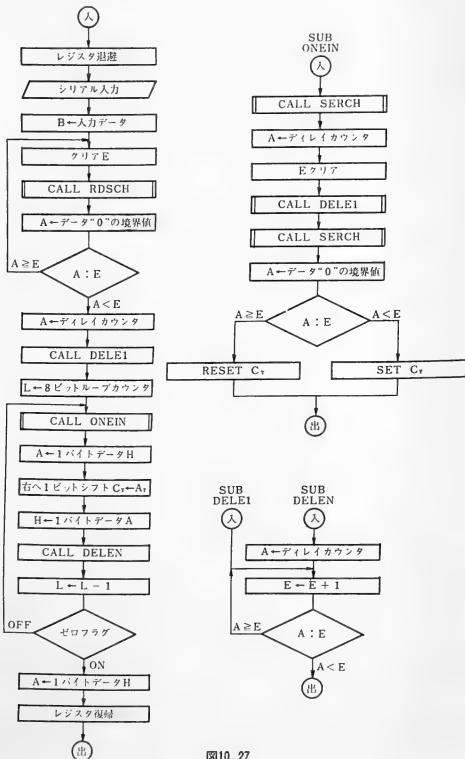 入
レジスタ退避
シリアル入力
B←入力データ
クリアE
CALL RDSCH
A←データ"0"の境界値
A≥E
A:E
A<E
A←ディレイカウンタ
CALL DELE1
L←8ビットループカウンタ
CALL ONEIN
A←1バイトデータH
右へ1ビットシフトCY←AY
H←1バイトデータA
CALL DELEN
L←L-1
OFF
ゼロフラグ
ON
A←1バイトデータH
レジスタ復帰
出
SUB
ONEIN
入
CALL SERCH
A←ディレイカウンタ
Eクリア
CALL DELE1
CALL SERCH
A←データ"0"の境界値
A≥E
A:E
A<E
RESET CY
SET CY
出
SUB
DELE1
入
SUB
DELEN
入
A←ディレイカウンタ
E←E+1
A≥E
A:E
A<E
出
図10.27